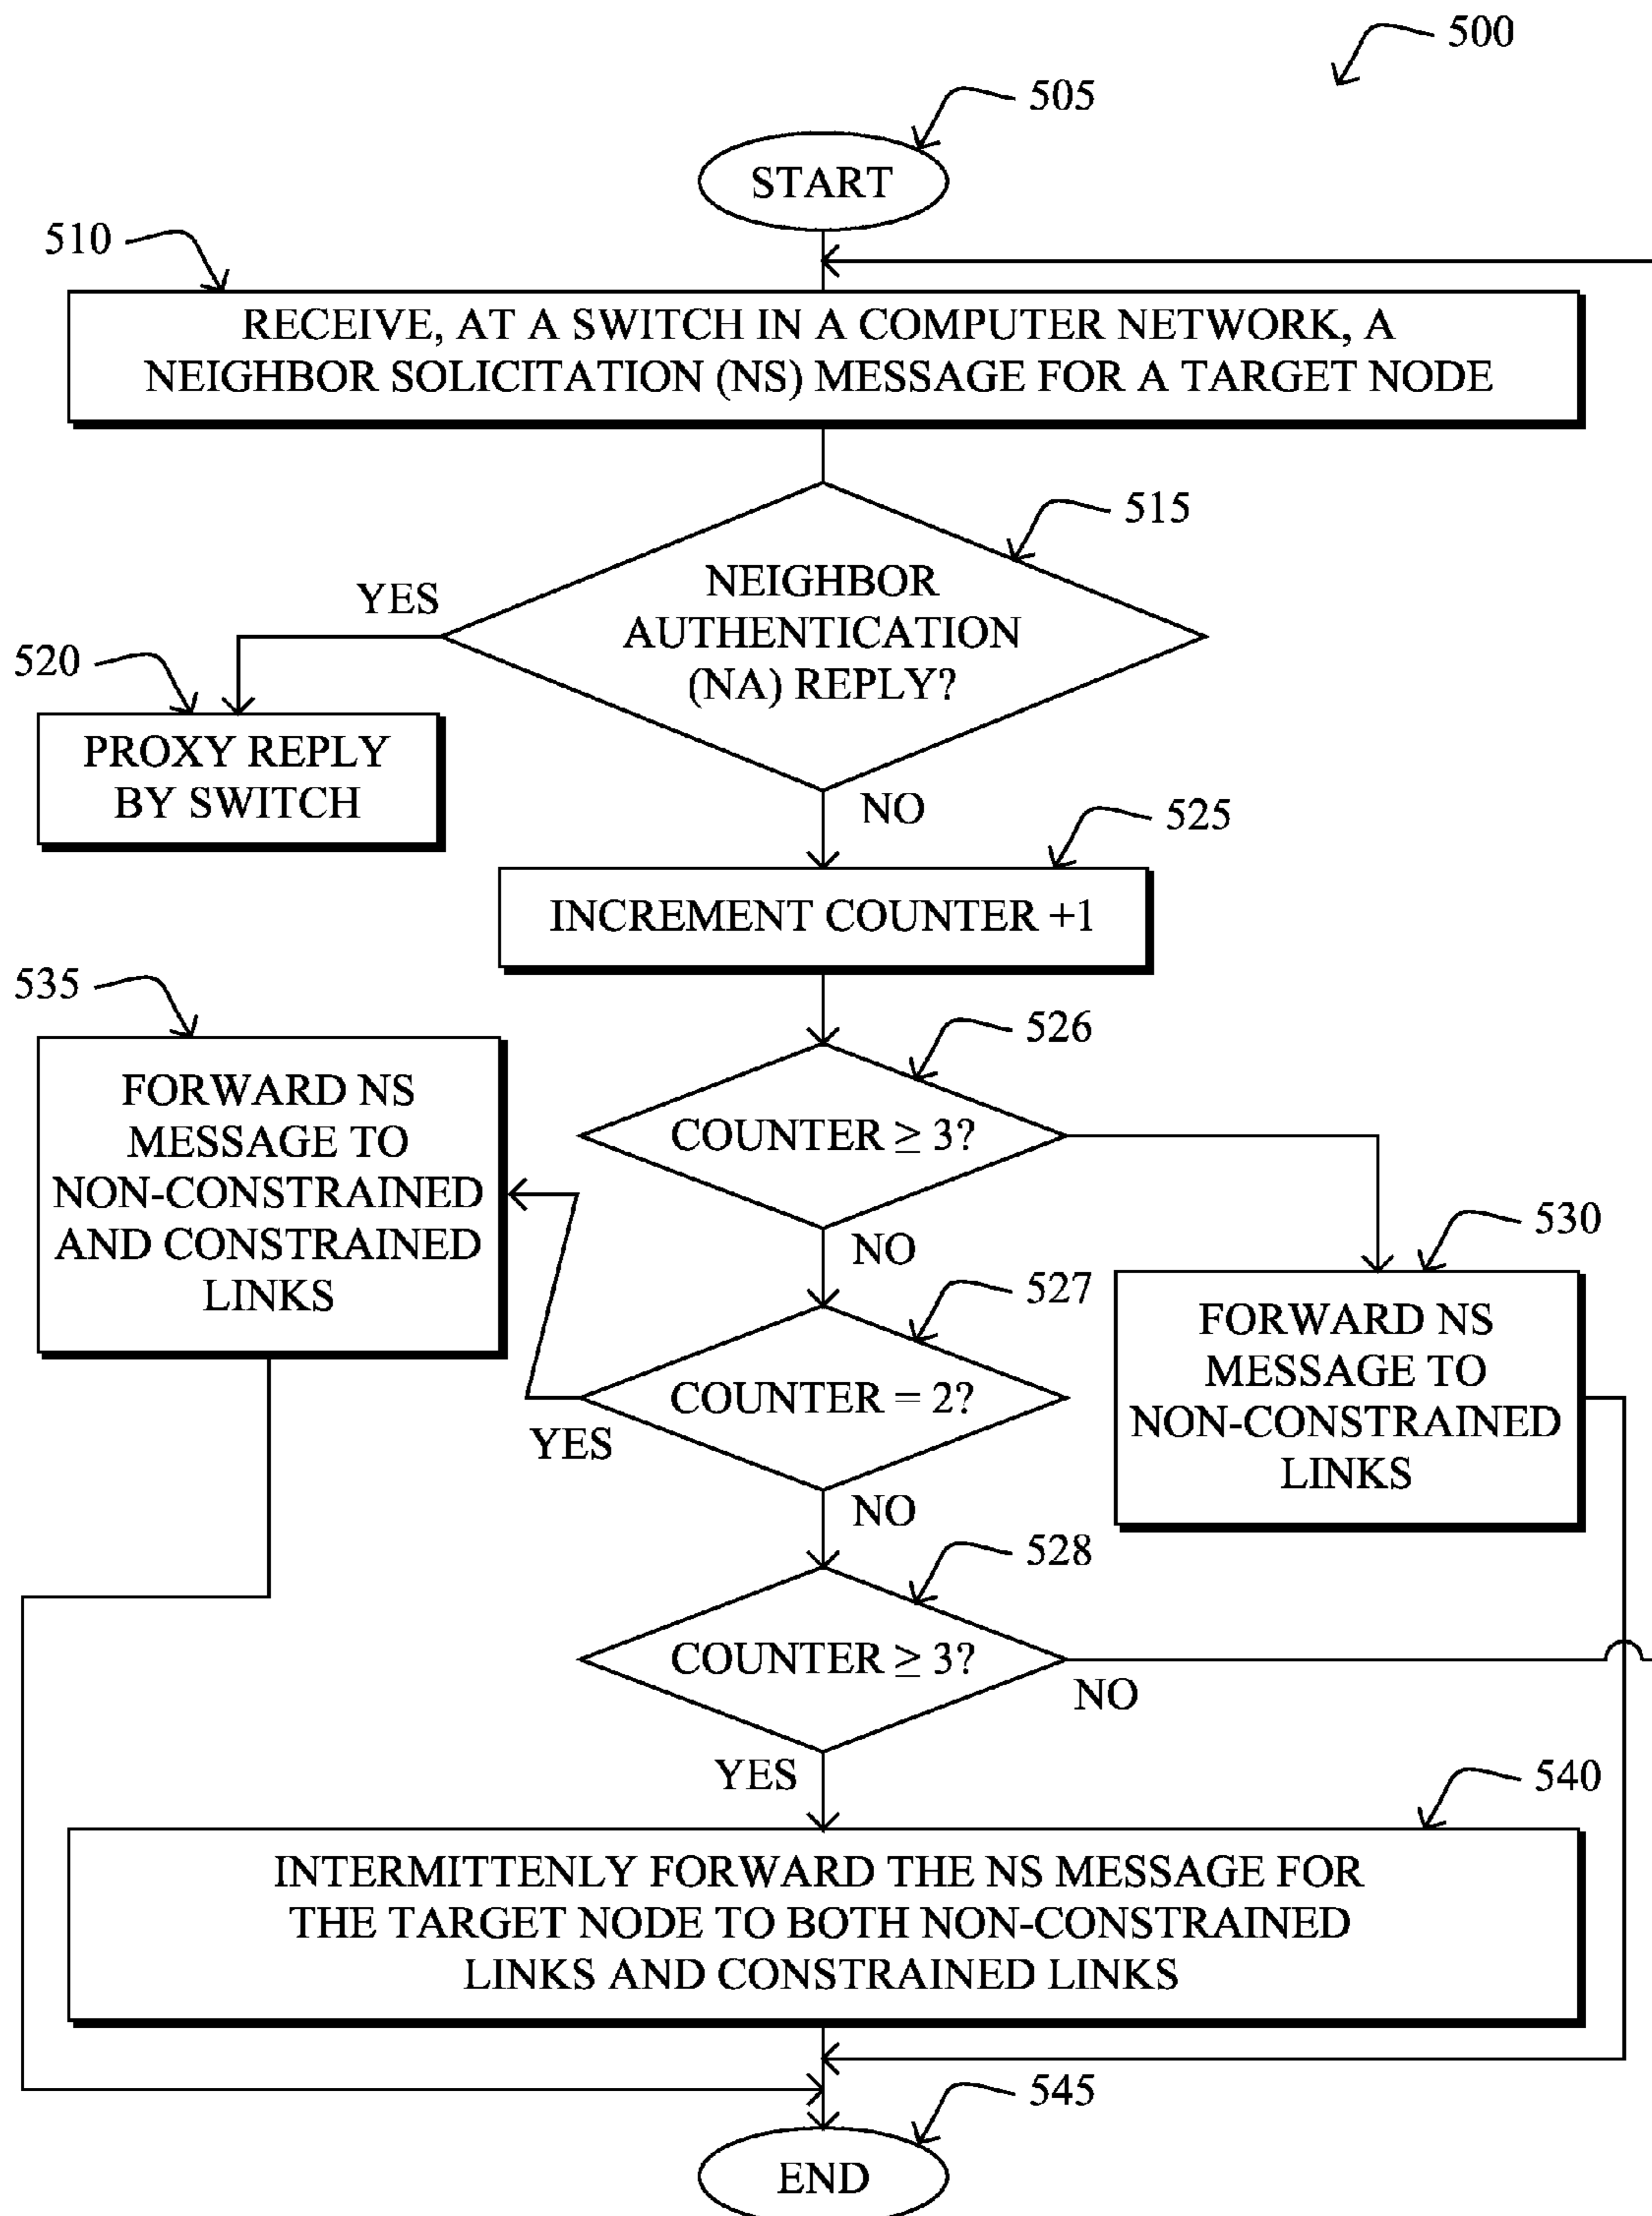 500
505
START
510
RECEIVE, AT A SWITCH IN A COMPUTER NETWORK, A
NEIGHBOR SOLICITATION (NS) MESSAGE FOR A TARGET NODE
515
NEIGHBOR
AUTHENTICATION
(NA) REPLY?
YES
520
PROXY REPLY
BY SWITCH
NO
525
INCREMENT COUNTER +1
535
FORWARD NS
MESSAGE TO
NON-CONSTRAINED
AND CONSTRAINED
LINKS
526
COUNTER ≥ 3?
NO
530
FORWARD NS
MESSAGE TO
NON-CONSTRAINED
LINKS
527
COUNTER = 2?
YES
NO
528
COUNTER ≥ 3?
NO
YES
540
INTERMITTENLY FORWARD THE NS MESSAGE FOR
THE TARGET NODE TO BOTH NON-CONSTRAINED
LINKS AND CONSTRAINED LINKS
545
END